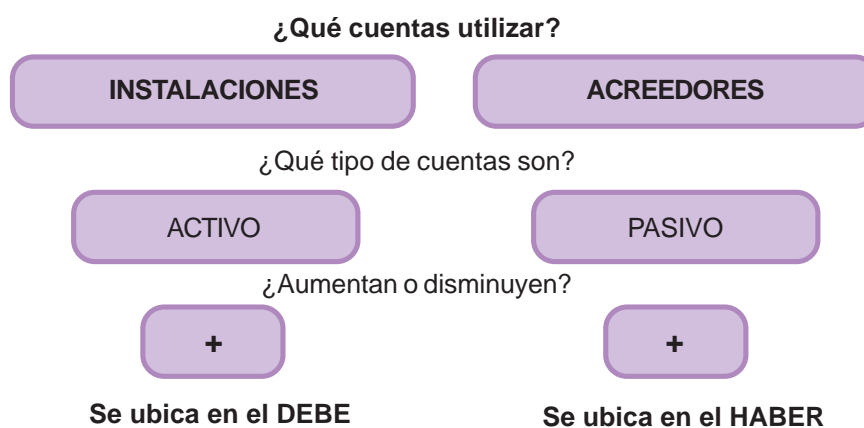 ¿Qué cuentas utilizar?
INSTALACIONES
ACREEDORES
¿Qué tipo de cuentas son?
ACTIVO
PASIVO
¿Aumentan o disminuyen?
+
+
Se ubica en el DEBE
Se ubica en el HABER